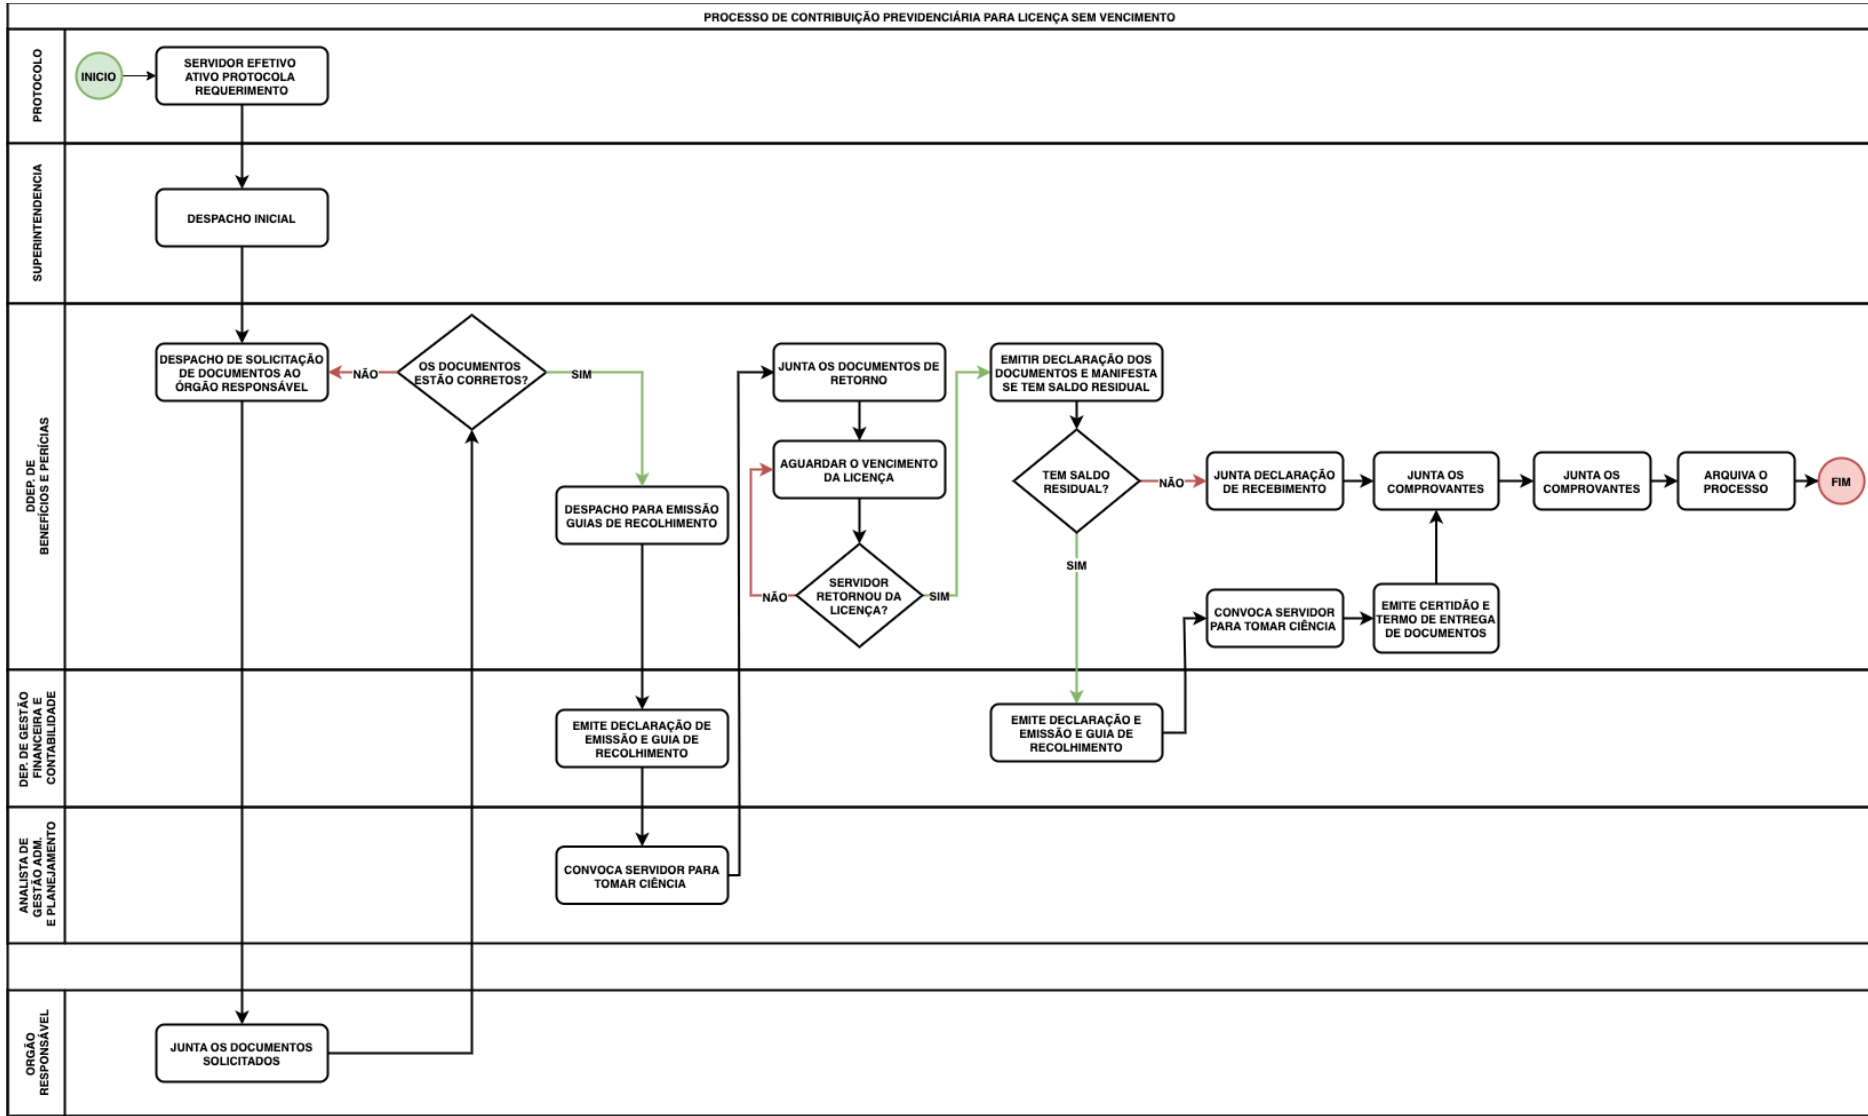 PROCESSO DE CONTRIBUIÇÃO PREVIDENCIÁRIA PARA LICENÇA SEM VENCIMENTO
PROTOCOLO
INICIO
SERVIDOR EFETIVO
ATIVO PROTOCOLA
REQUERIMENTO
SUPERINTENDENCIA
DESPACHO INICIAL
DDEP. DE
BENEFÍCIOS E PERÍCIAS
DESPACHO DE SOLICITAÇÃO
DE DOCUMENTOS AO
ÓRGÃO RESPONSÁVEL
NÃO
OS DOCUMENTOS
ESTÃO CORRETOS?
SIM
DESPACHO PARA EMISSÃO
GUIAS DE RECOLHIMENTO
JUNTA OS DOCUMENTOS DE
RETORNO
AGUARDAR O VENCIMENTO
DA LICENÇA
SERVIDOR
RETORNOU DA
LICENÇA?
NÃO
SIM
EMITIR DECLARAÇÃO DOS
DOCUMENTOS E MANIFESTA
SE TEM SALDO RESIDUAL
TEM SALDO
RESIDUAL?
NÃO
SIM
JUNTA DECLARAÇÃO
DE RECEBIMENTO
JUNTA OS
COMPROVANTES
JUNTA OS
COMPROVANTES
ARQUIVA O
PROCESSO
FIM
CONVOCA SERVIDOR
PARA TOMAR CIÊNCIA
EMITE CERTIDÃO E
TERMO DE ENTREGA
DE DOCUMENTOS
DEP. DE GESTÃO
FINANCEIRA E
CONTABILIDADE
EMITE DECLARAÇÃO DE
EMISSÃO E GUIA DE
RECOLHIMENTO
EMITE DECLARAÇÃO E
EMISSÃO E GUIA DE
RECOLHIMENTO
ANALISTA DE
GESTÃO ADM.
E PLANEJAMENTO
CONVOCA SERVIDOR PARA
TOMAR CIÊNCIA
ORGÃO
RESPONSÁVEL
JUNTA OS DOCUMENTOS
SOLICITADOS